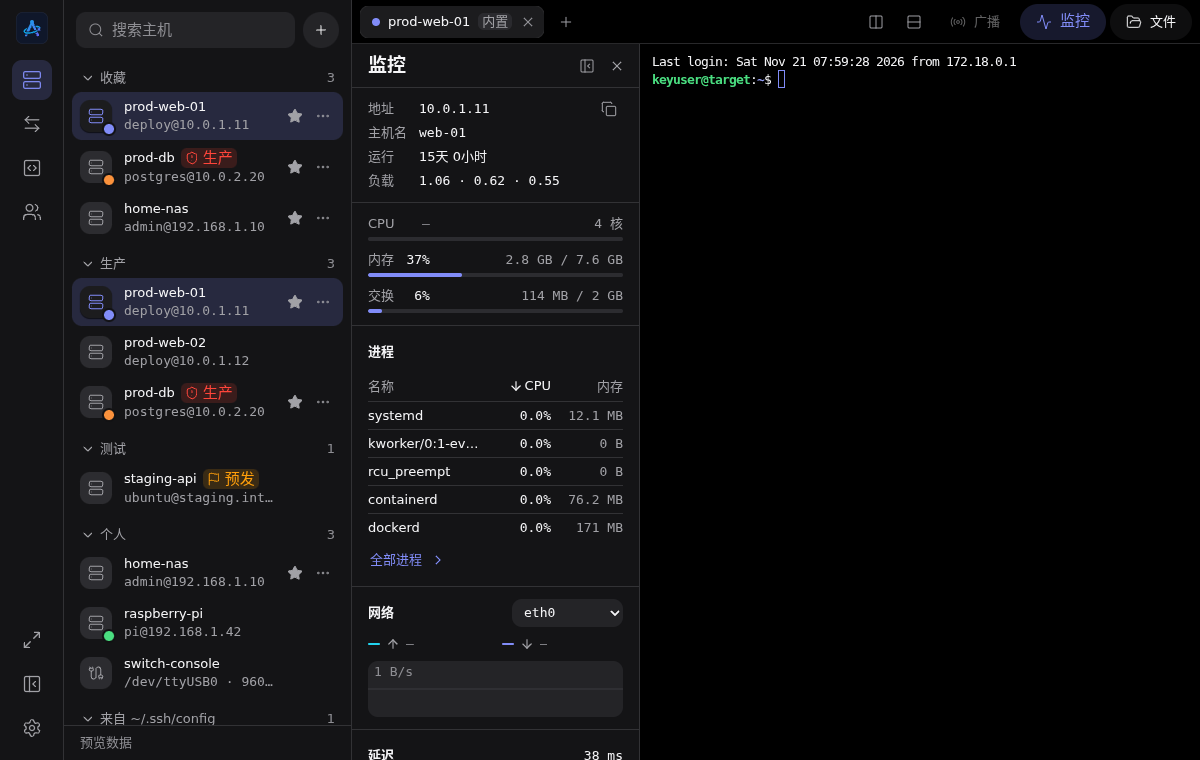 搜索主机
收藏 3
prod-web-01
deploy@10.0.1.11
prod-db 生产
postgres@10.0.2.20
home-nas
admin@192.168.1.10
生产 3
prod-web-01
deploy@10.0.1.11
prod-web-02
deploy@10.0.1.12
prod-db 生产
postgres@10.0.2.20
测试 1
staging-api 预发
ubuntu@staging.int…
个人 3
home-nas
admin@192.168.1.10
raspberry-pi
pi@192.168.1.42
switch-console
/dev/ttyUSB0 · 960…
来自 ~/.ssh/config 1
预览数据
prod-web-01 内置
广播 监控 文件
监控
地址 10.0.1.11
主机名 web-01
运行 15天 0小时
负载 1.06 · 0.62 · 0.55
CPU — 4 核
内存 37% 2.8 GB / 7.6 GB
交换 6% 114 MB / 2 GB
进程
名称 CPU 内存
systemd 0.0% 12.1 MB
kworker/0:1-ev… 0.0% 0 B
rcu_preempt 0.0% 0 B
containerd 0.0% 76.2 MB
dockerd 0.0% 171 MB
全部进程
网络 eth0
— —
1 B/s
延迟 38 ms
Last login: Sat Nov 21 07:59:28 2026 from 172.18.0.1
keyuser@target:~$